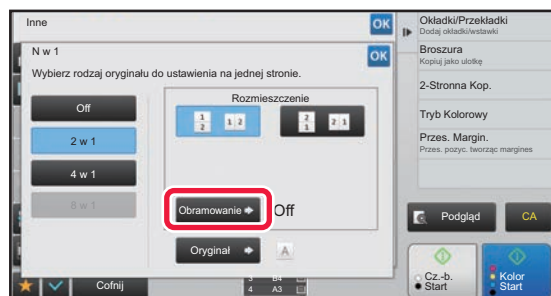 Inne
OK
N w 1
OK
Wybierz rodzaj oryginału do ustawienia na jednej stronie.
Off
2 w 1
4 w 1
8 w 1
Rozmieszczenie
1 2
1 2
2 1
2 1
Obramowanie
Off
Oryginał
A
Cofnij
3 B4
4 A3
Okładki/Przekładki
Dodaj okładki/wstawki
Broszura
Kopiuj jako ulotkę
2-Stronna Kop.
Tryb Kolorowy
Przes. Margin.
Przes. pozyc. tworząc margines
Podgląd
CA
Cz.-b.
Start
Kolor
Start